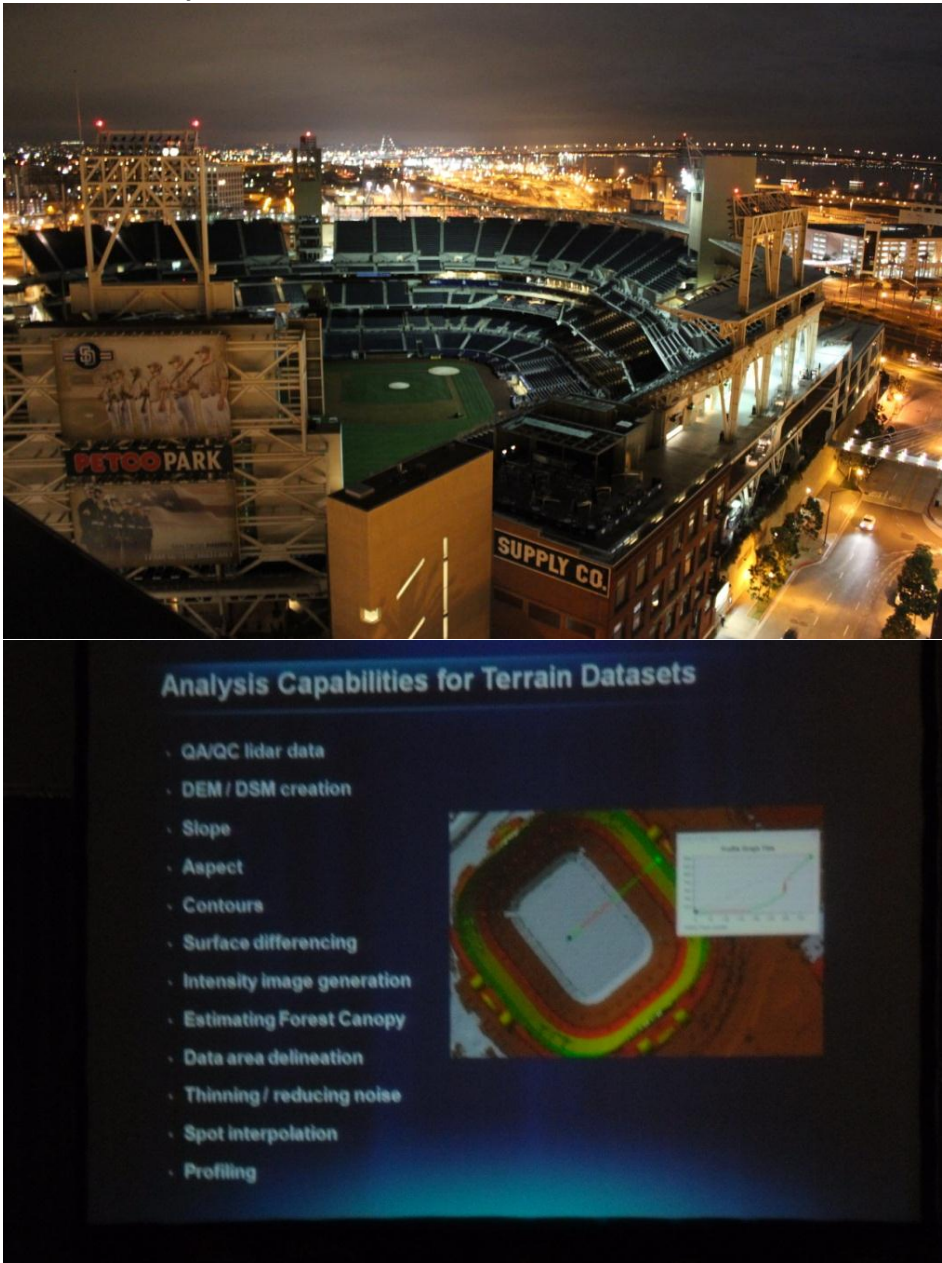 SD
PETCO PARK
SUPPLY CO.
Analysis Capabilities for Terrain Datasets
QA/QC lidar data
DEM / DSM creation
Slope
Aspect
Contours
Surface differencing
Intensity image generation
Estimating Forest Canopy
Data area delineation
Thinning / reducing noise
Spot interpolation
Profiling